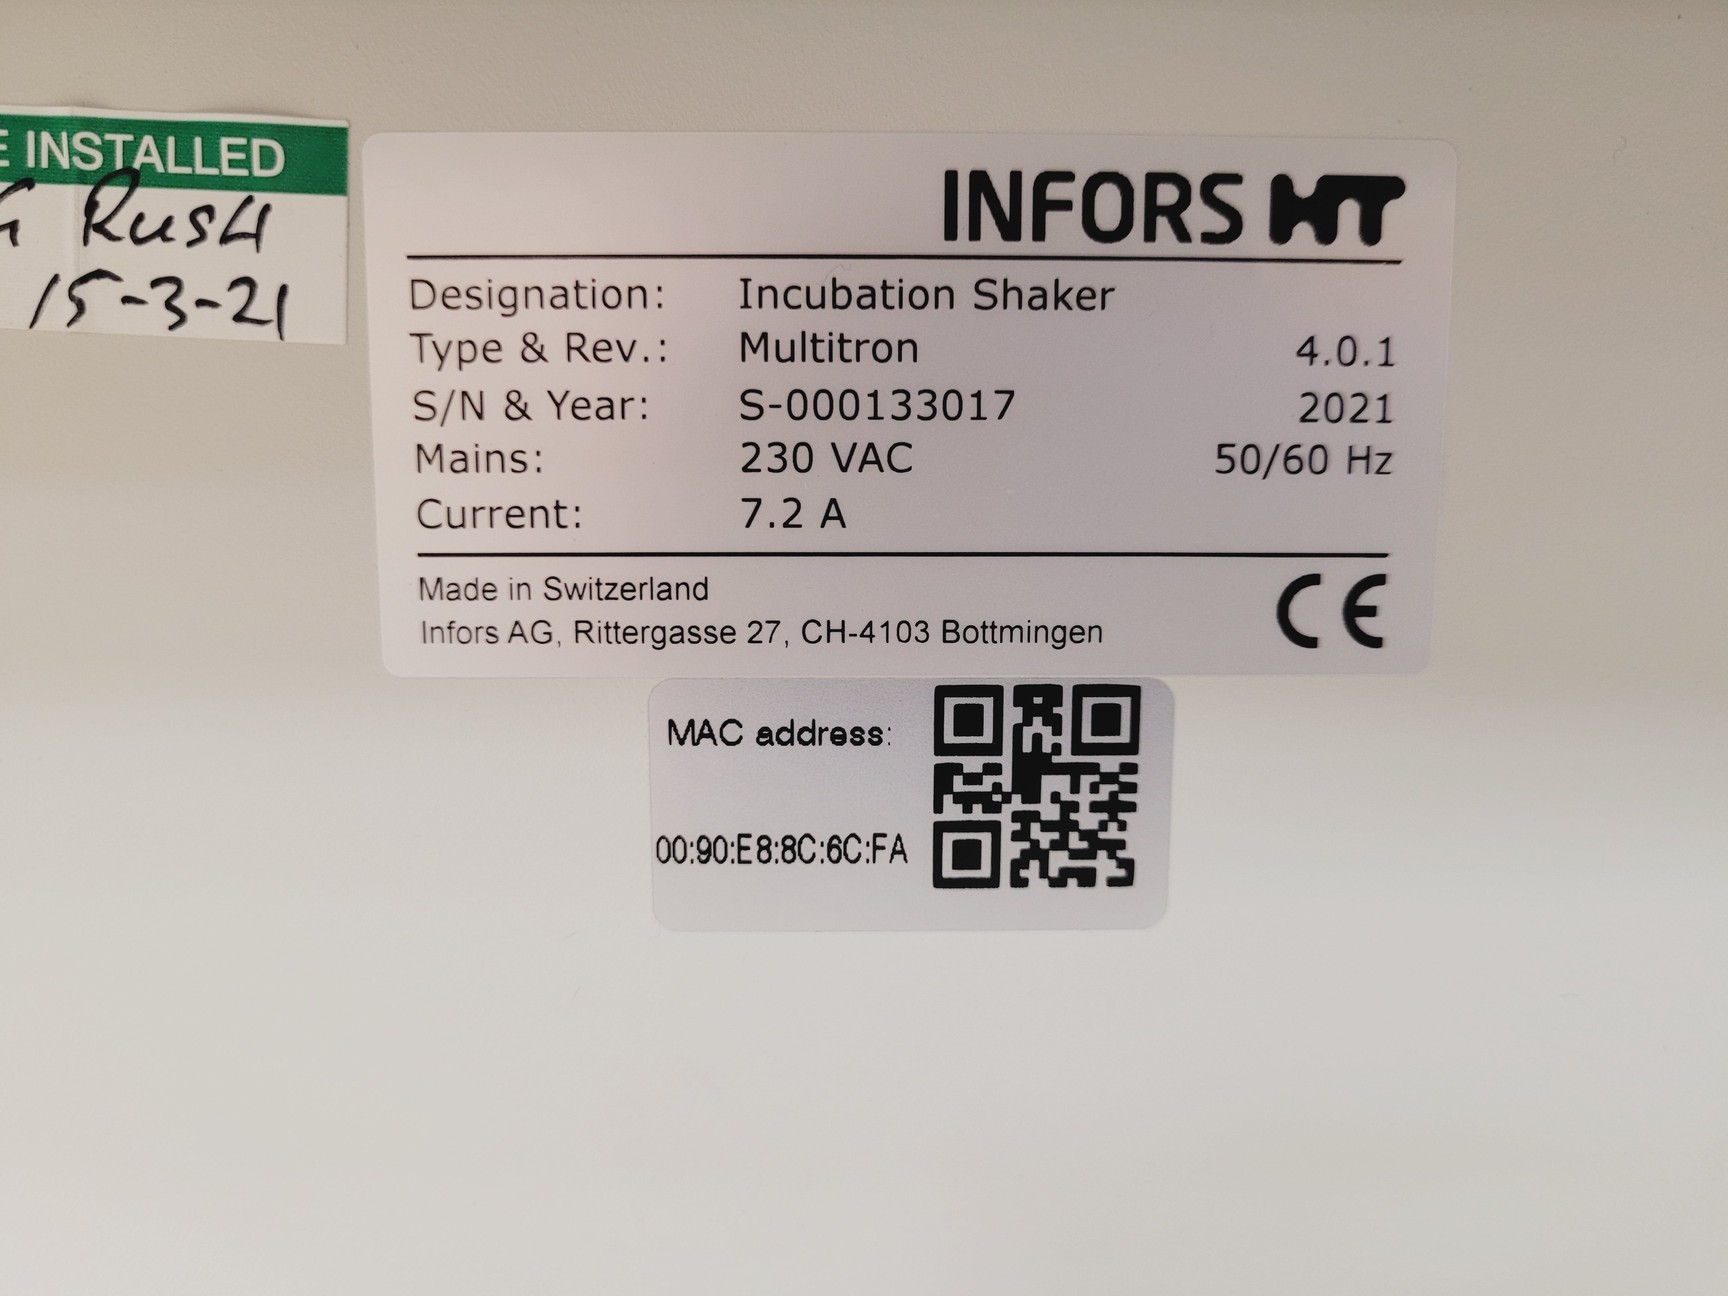 E INSTALLED
G Rush
15-3-21
INFORS HT
Designation: Incubation Shaker
Type & Rev.: Multitron 4.0.1
S/N & Year: S-000133017 2021
Mains: 230 VAC 50/60 Hz
Current: 7.2 A
Made in Switzerland
Infors AG, Rittergasse 27, CH-4103 Bottmingen
CE
MAC address:
00:90:E8:8C:6C:FA